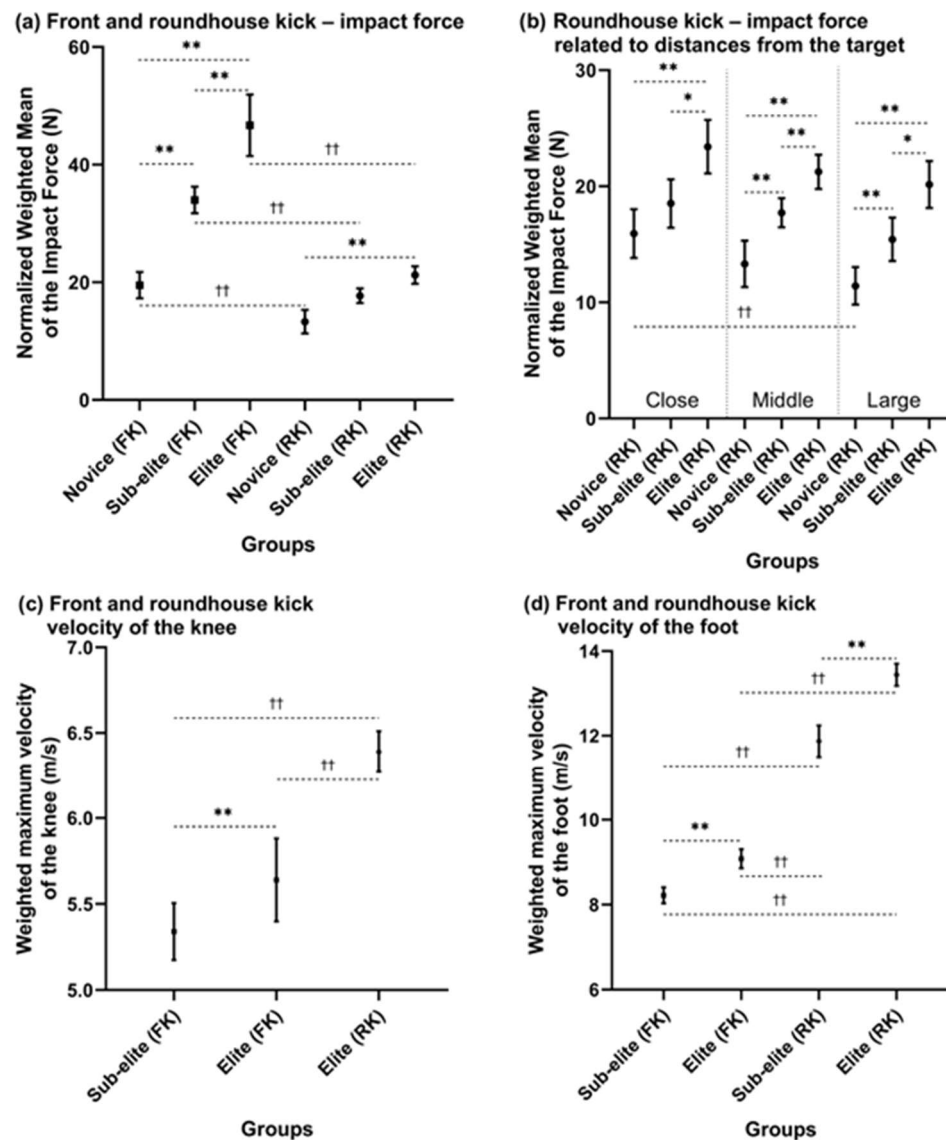 (a) Front and roundhouse kick – impact force
Normalized Weighted Mean
of the Impact Force (N)
60
40
20
0
**
**
**
††
††
**
††
Novice (FK)
Sub-elite (FK)
Elite (FK)
Novice (RK)
Sub-elite (RK)
Elite (RK)
Groups
(b) Roundhouse kick – impact force
related to distances from the target
Normalized Weighted Mean
of the Impact Force (N)
30
20
10
0
**
*
**
**
**
**
*
**
††
Close
Middle
Large
Novice (RK)
Sub-elite (RK)
Elite (RK)
Novice (RK)
Sub-elite (RK)
Elite (RK)
Novice (RK)
Sub-elite (RK)
Elite (RK)
Groups
(c) Front and roundhouse kick
velocity of the knee
Weighted maximum velocity
of the knee (m/s)
7.0
6.5
6.0
5.5
5.0
††
††
**
Sub-elite (FK)
Elite (FK)
Elite (RK)
Groups
(d) Front and roundhouse kick
velocity of the foot
Weighted maximum velocity
of the foot (m/s)
14
12
10
8
6
**
††
††
**
††
††
Sub-elite (FK)
Elite (FK)
Sub-elite (RK)
Elite (RK)
Groups